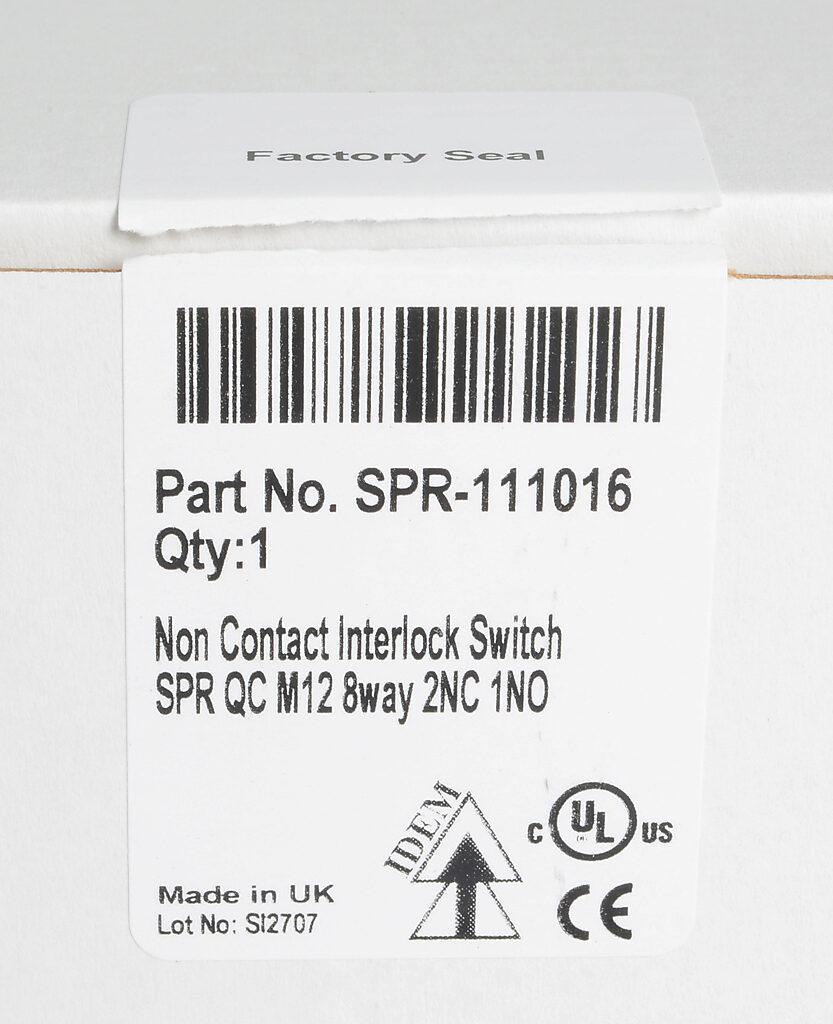 Factory Seal
Part No. SPR-111016
Qty:1
Non Contact Interlock Switch
SPR QC M12 8way 2NC 1NO
IDEM
C UL US
Made in UK
CE
Lot No: SI2707